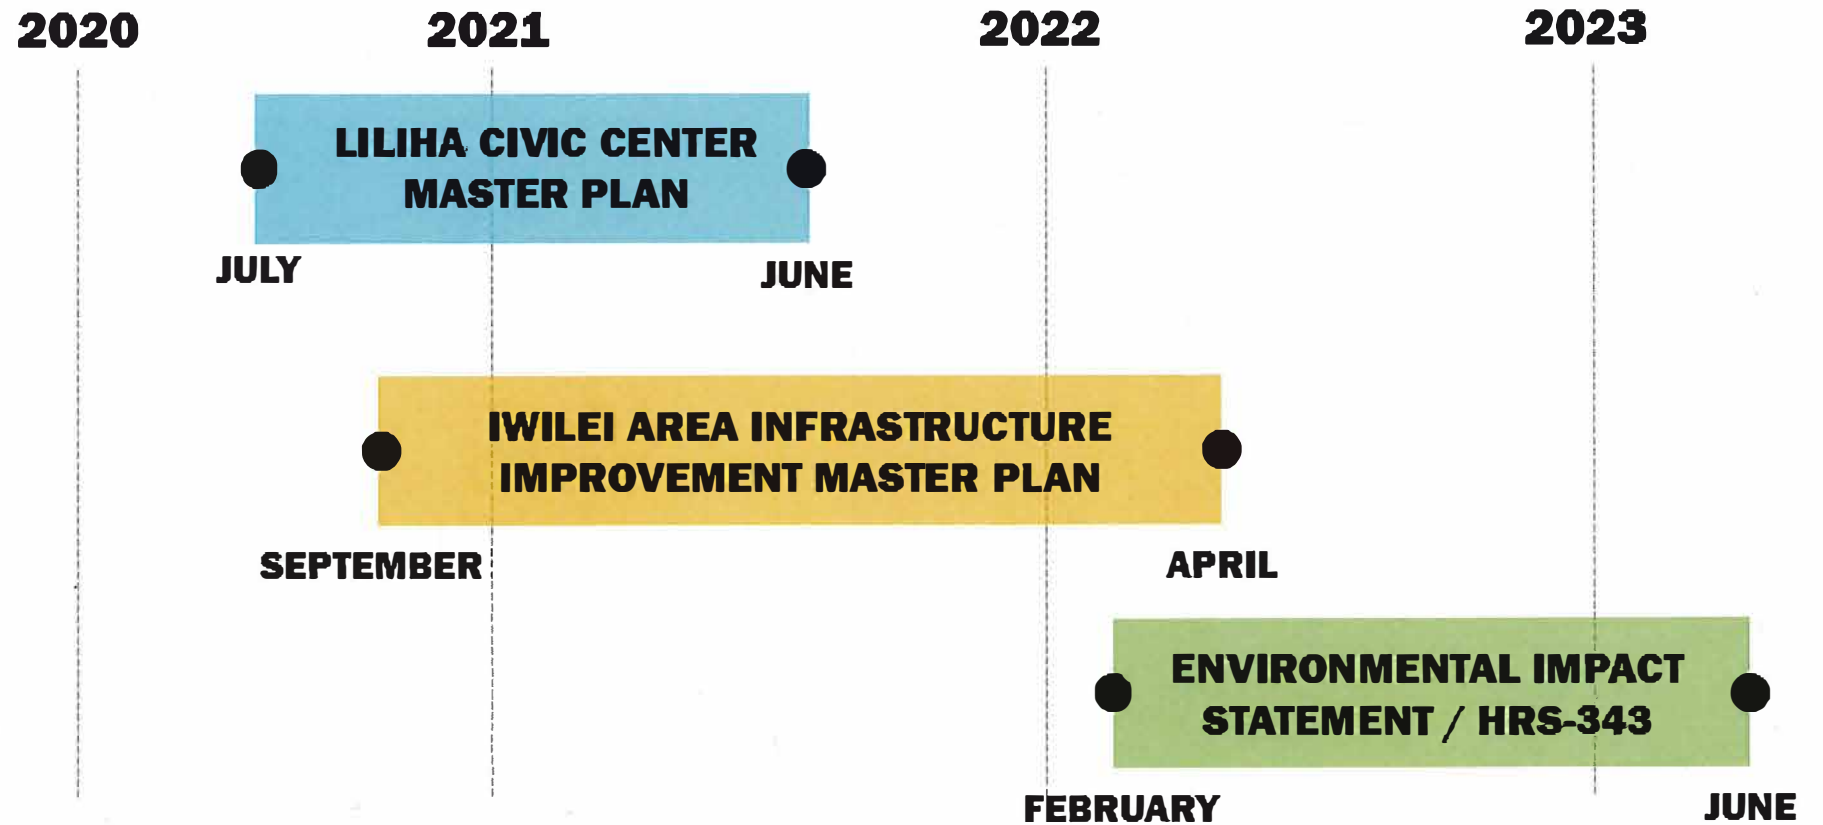 2020 2021 2022 2023
LILIHA CIVIC CENTER
MASTER PLAN
JULY JUNE
IWILEI AREA INFRASTRUCTURE
IMPROVEMENT MASTER PLAN
SEPTEMBER APRIL
ENVIRONMENTAL IMPACT
STATEMENT / HRS-343
FEBRUARY JUNE